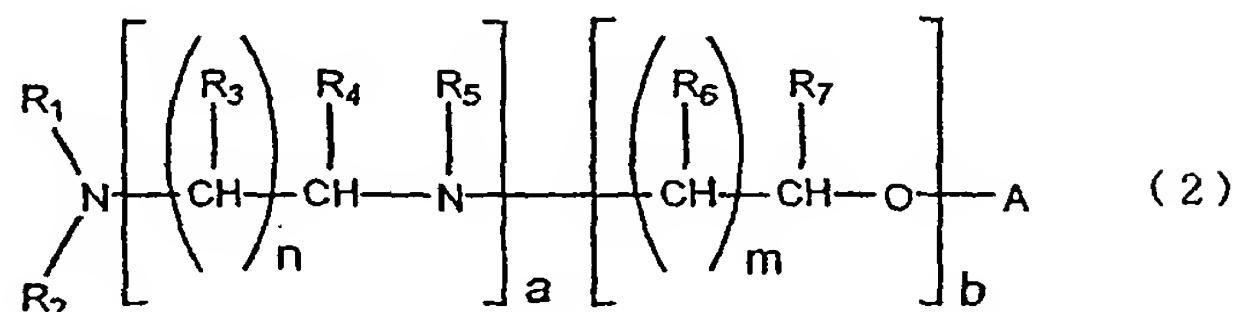 R₃ R₄ R₅ R₆ R₇
R₁
N CH CH N CH CH O A (2)
n a m b
R₂